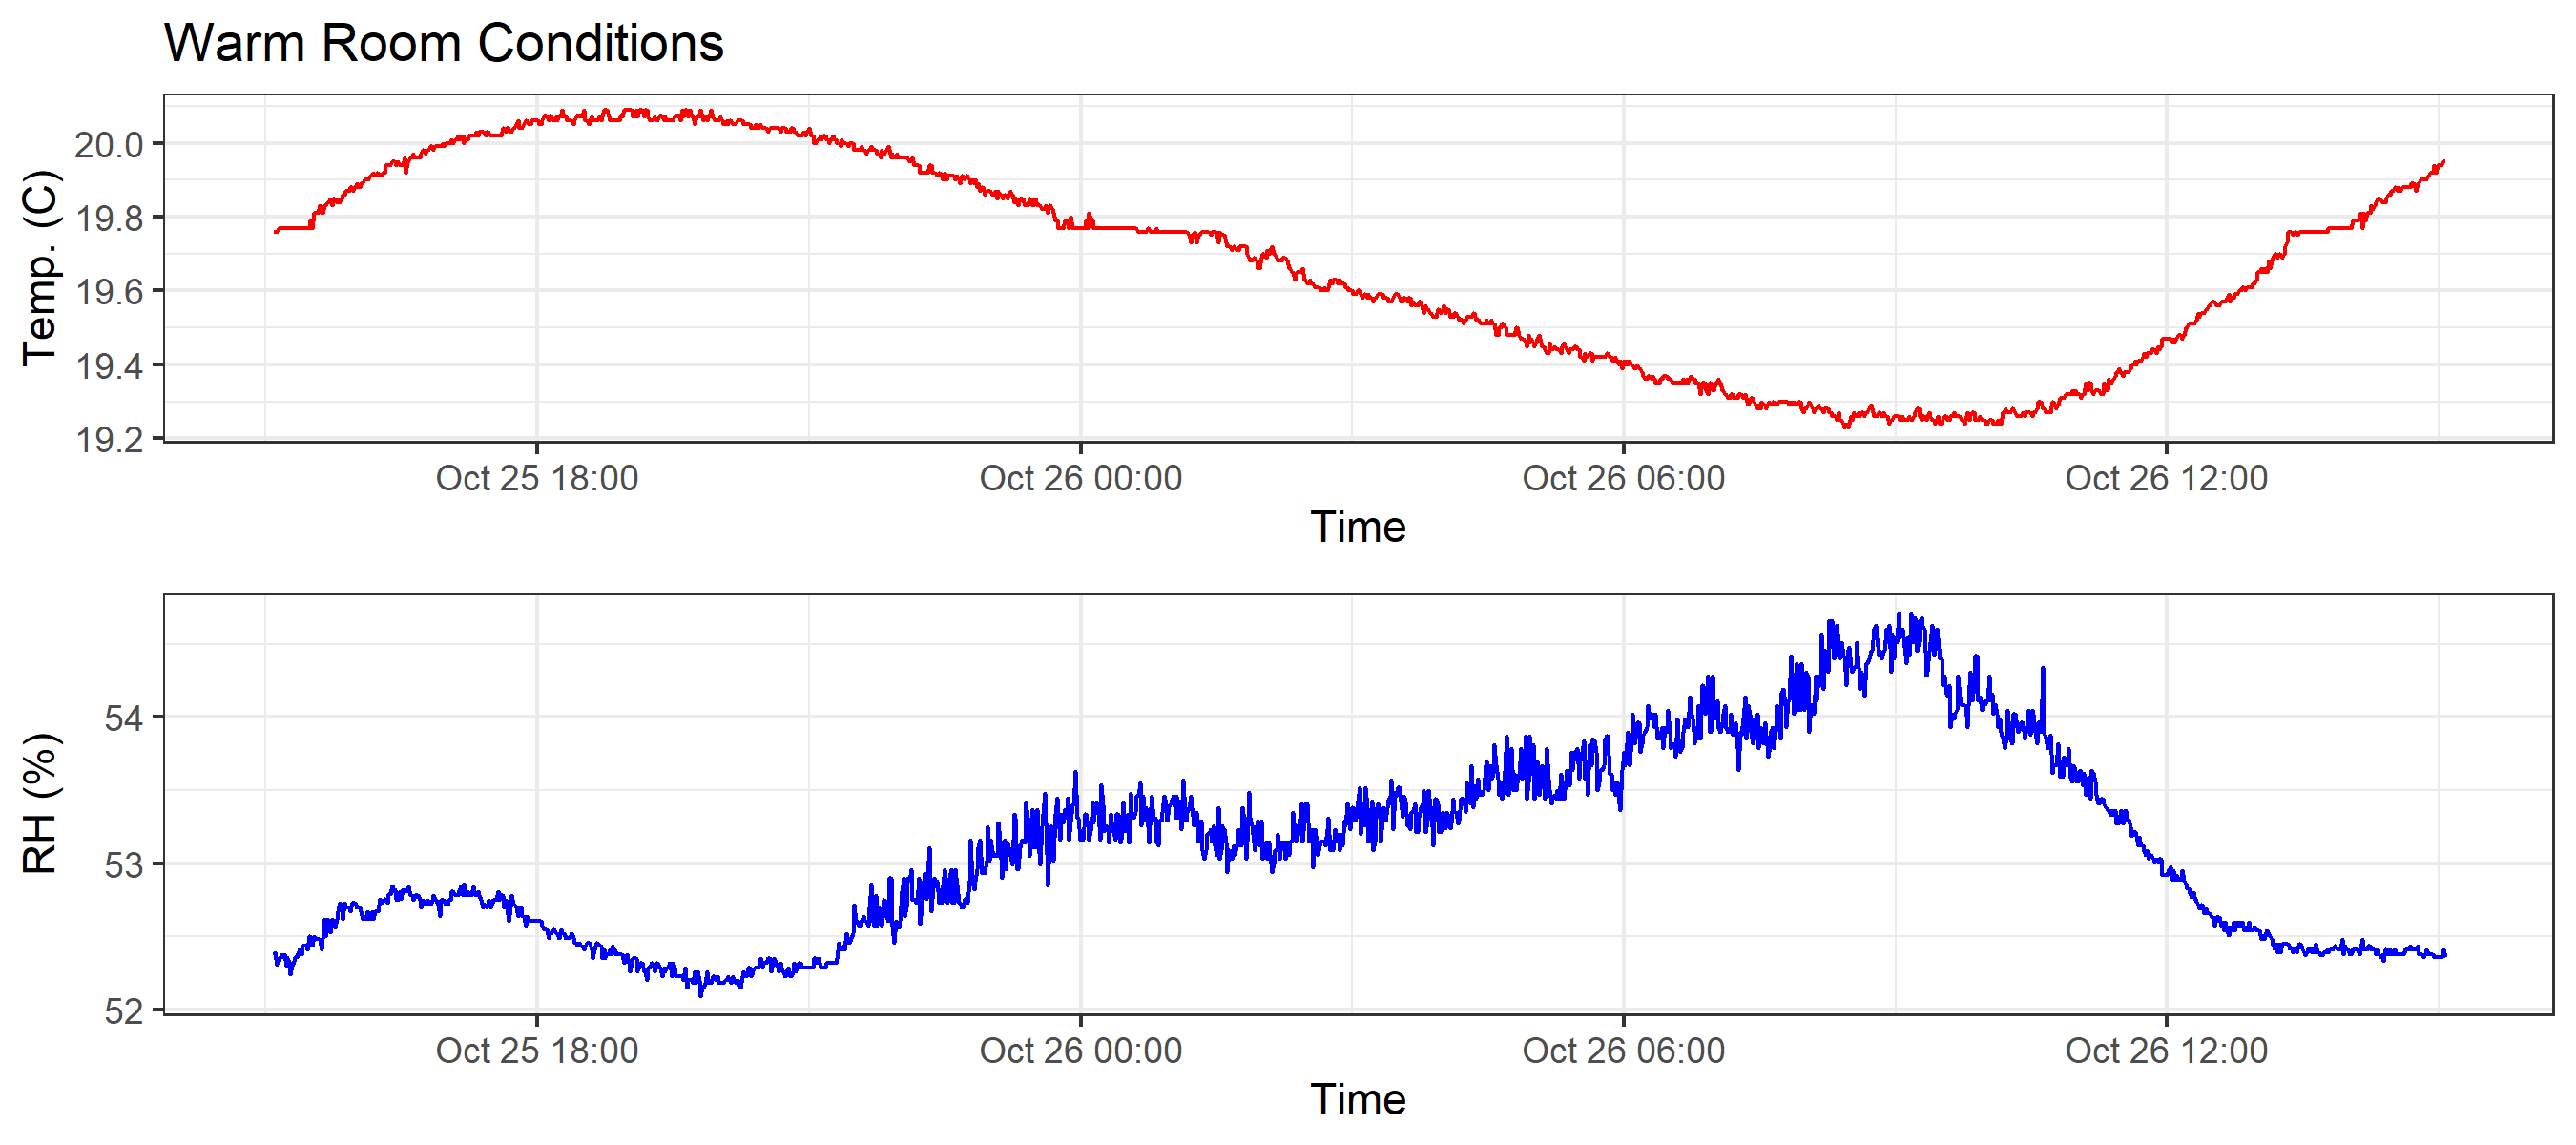 Warm Room Conditions
Temp. (C)
20.0
19.8
19.6
19.4
19.2
Oct 25 18:00 Oct 26 00:00 Oct 26 06:00 Oct 26 12:00
Time
RH (%)
54
53
52
Oct 25 18:00 Oct 26 00:00 Oct 26 06:00 Oct 26 12:00
Time